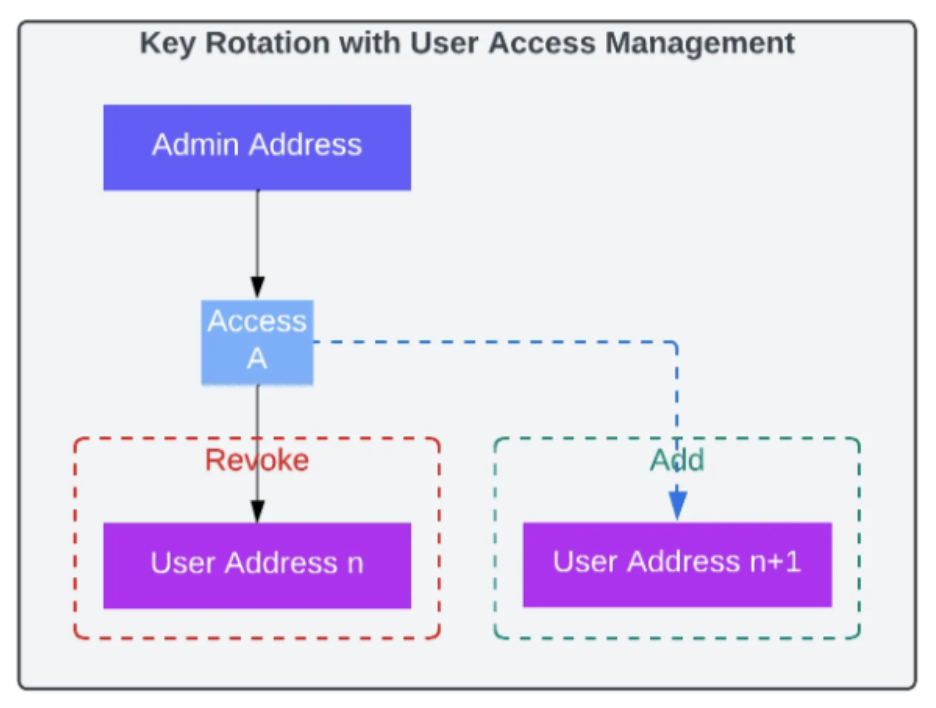 Key Rotation with User Access Management
Admin Address
Access
A
Revoke
Add
User Address n
User Address n+1